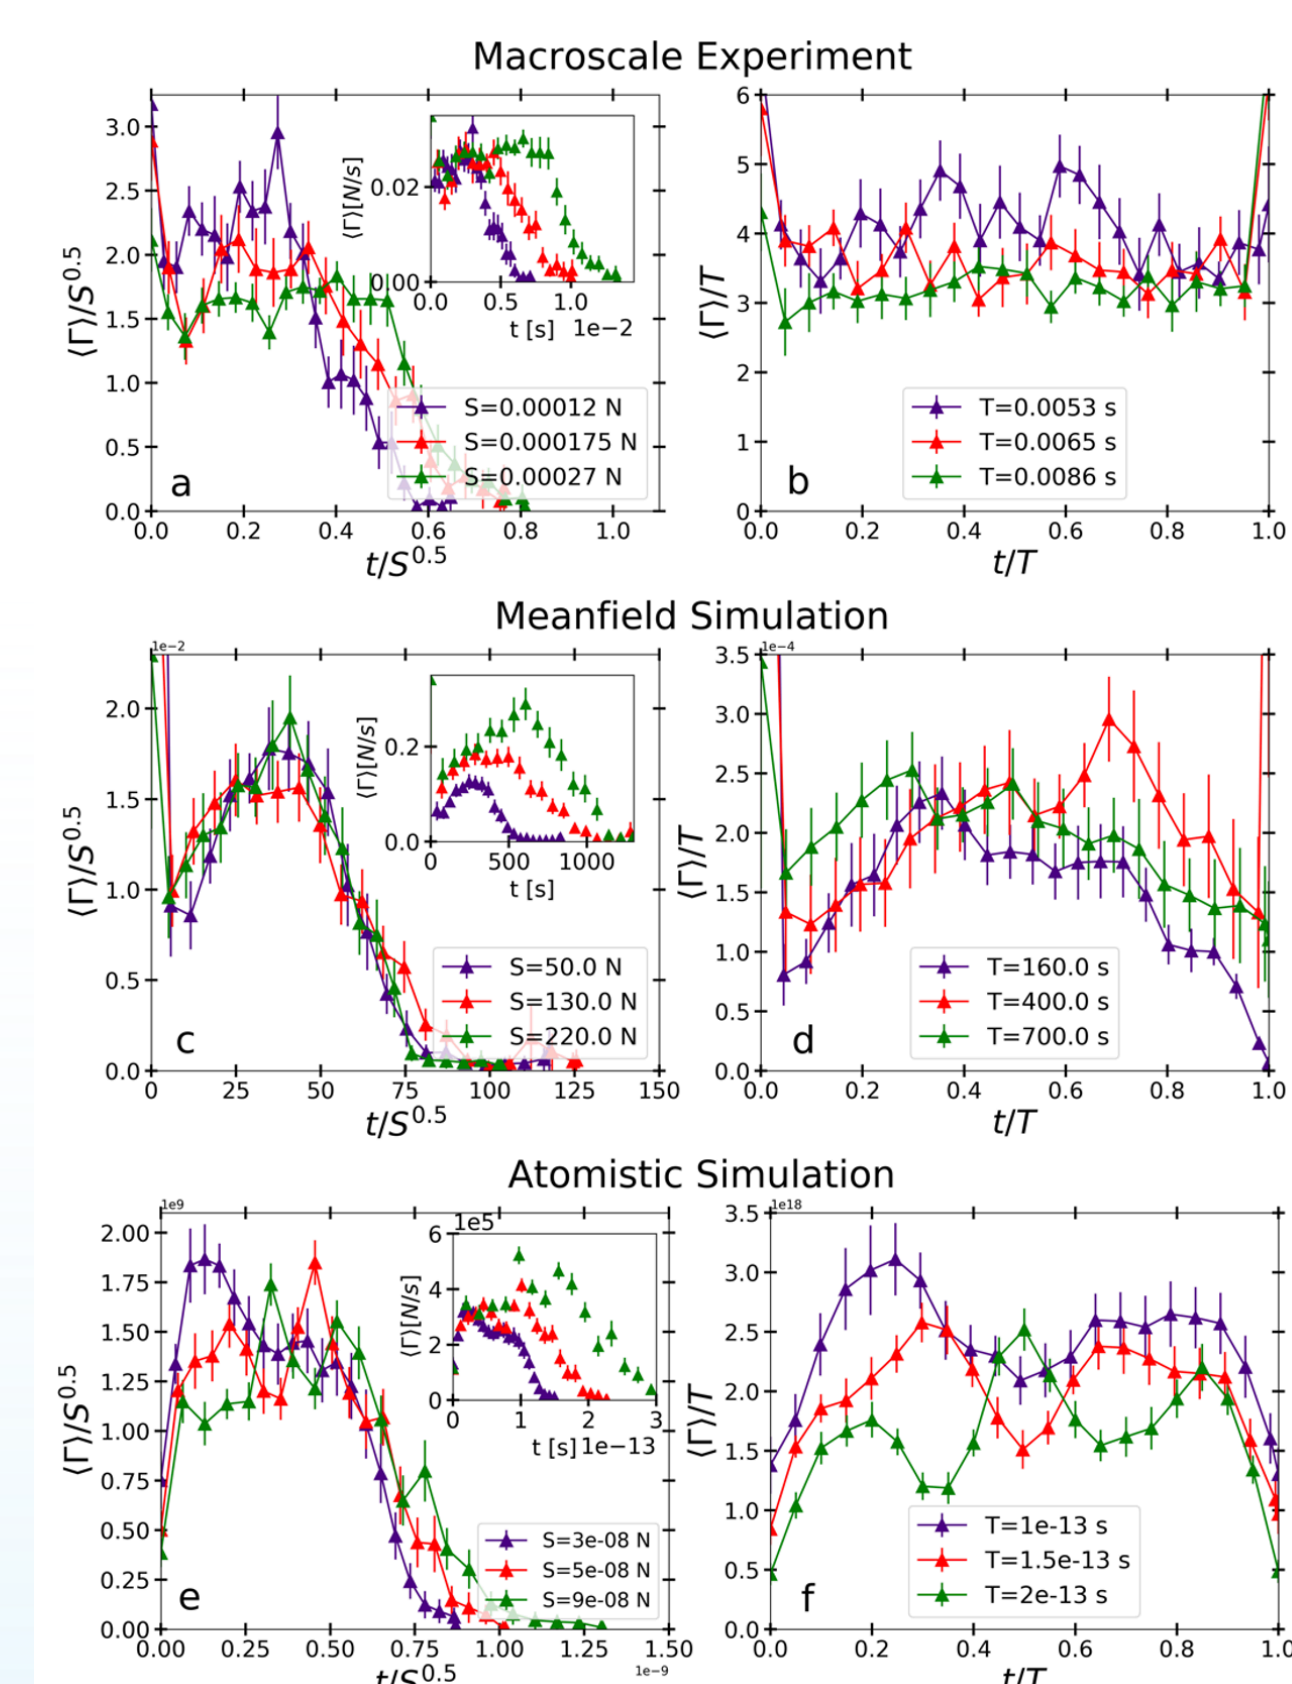 Macroscale Experiment
⟨Γ⟩/S^0.5
3.0
2.5
2.0
1.5
1.0
0.5
0.0
0.0 0.2 0.4 0.6 0.8 1.0
t/S^0.5
a
⟨Γ⟩[N/s]
0.02
0.00
0.0 0.5 1.0
t [s] 1e−2
S=0.00012 N
S=0.000175 N
S=0.00027 N
⟨Γ⟩/T
6
5
4
3
2
1
0
0.0 0.2 0.4 0.6 0.8 1.0
t/T
b
T=0.0053 s
T=0.0065 s
T=0.0086 s
Meanfield Simulation
1e−2
⟨Γ⟩/S^0.5
2.0
1.5
1.0
0.5
0.0
0 25 50 75 100 125 150
t/S^0.5
c
⟨Γ⟩[N/s]
0.2
0.0
0 500 1000
t [s]
S=50.0 N
S=130.0 N
S=220.0 N
1e−4
⟨Γ⟩/T
3.5
3.0
2.5
2.0
1.5
1.0
0.5
0.0
0.0 0.2 0.4 0.6 0.8 1.0
t/T
d
T=160.0 s
T=400.0 s
T=700.0 s
Atomistic Simulation
1e9
⟨Γ⟩/S^0.5
2.00
1.75
1.50
1.25
1.00
0.75
0.50
0.25
0.00
0.00 0.25 0.50 0.75 1.00 1.25 1.50
t/S^0.5
1e−9
e
1e5
⟨Γ⟩[N/s]
6
4
2
0
0 1 2 3
t [s] 1e−13
S=3e-08 N
S=5e-08 N
S=9e-08 N
1e18
⟨Γ⟩/T
3.5
3.0
2.5
2.0
1.5
1.0
0.5
0.0
0.0 0.2 0.4 0.6 0.8 1.0
t/T
f
T=1e-13 s
T=1.5e-13 s
T=2e-13 s